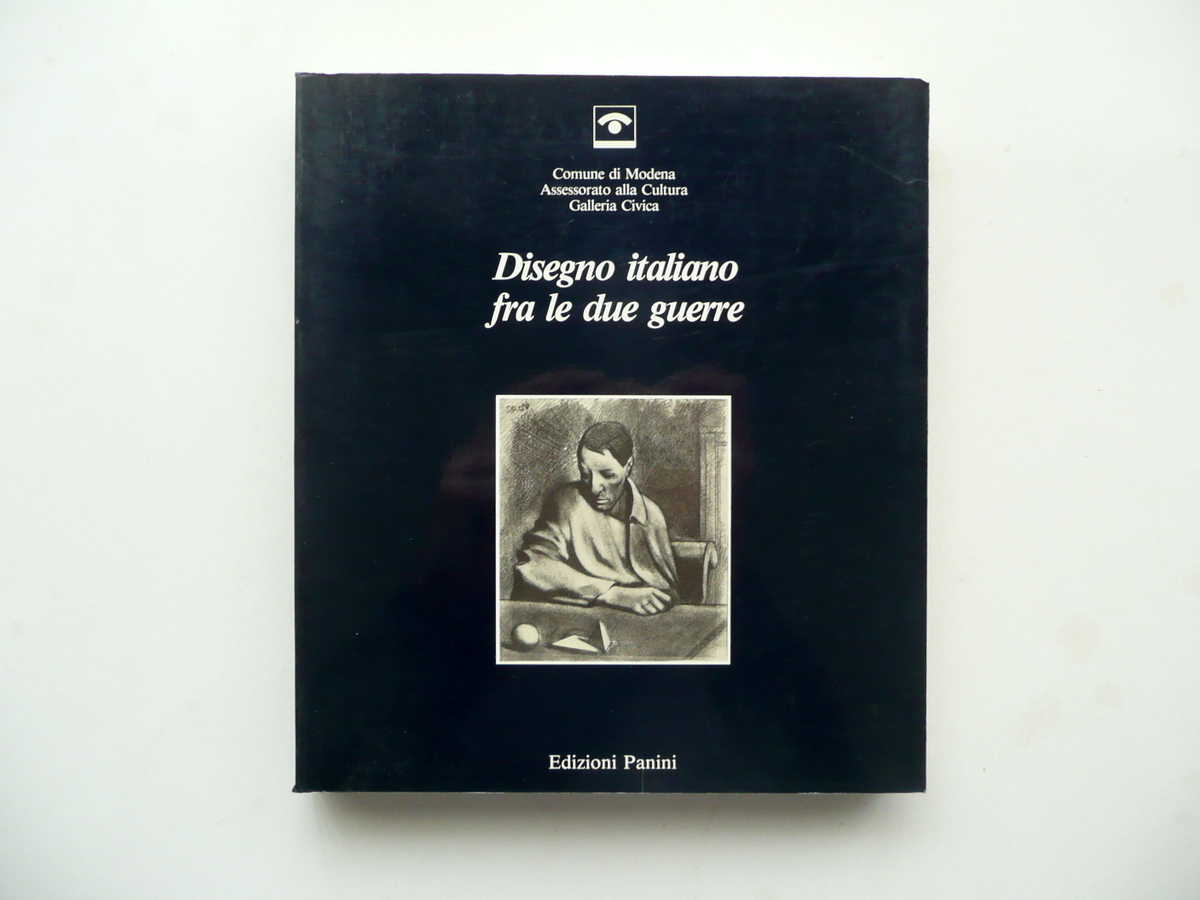 Comune di Modena
Assessorato alla Cultura
Galleria Civica
Disegno italiano
fra le due guerre
Edizioni Panini